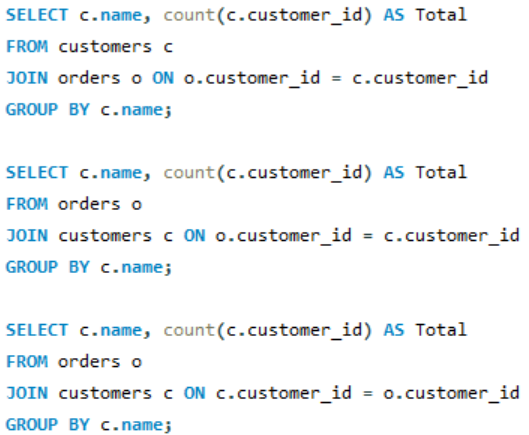 SELECT c.name, count(c.customer_id) AS Total
FROM customers c
JOIN orders o ON o.customer_id = c.customer_id
GROUP BY c.name;
SELECT c.name, count(c.customer_id) AS Total
FROM orders o
JOIN customers c ON o.customer_id = c.customer_id
GROUP BY c.name;
SELECT c.name, count(c.customer_id) AS Total
FROM orders o
JOIN customers c ON c.customer_id = o.customer_id
GROUP BY c.name;